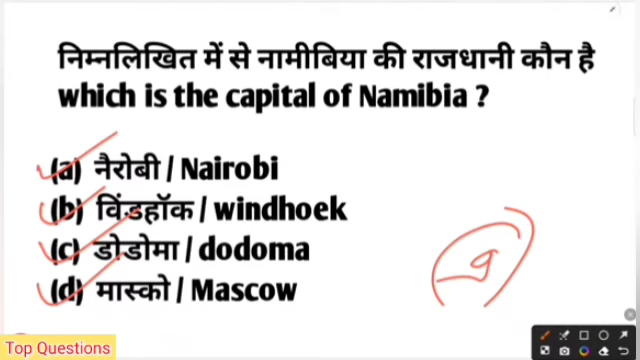 निम्नलिखित में से नामीबिया की राजधानी कौन है
which is the capital of Namibia ?
(a) नैरोबी / Nairobi
(b) विंडहॉक / windhoek
(c) डोडोमा / dodoma
(d) मास्को / Mascow
Top Questions